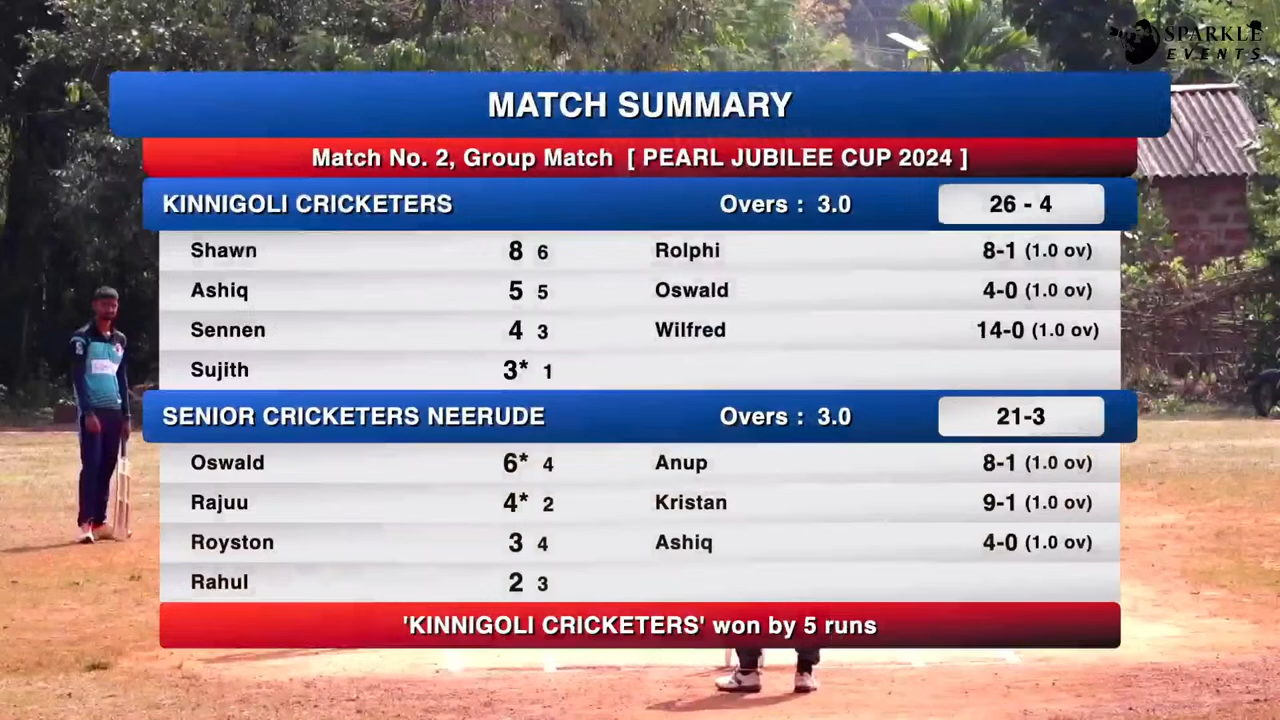 SPARKLE
EVENTS
MATCH SUMMARY
Match No. 2, Group Match [ PEARL JUBILEE CUP 2024 ]
KINNIGOLI CRICKETERS Overs : 3.0 26 - 4
Shawn 8 6 Rolphi 8-1 (1.0 ov)
Ashiq 5 5 Oswald 4-0 (1.0 ov)
Sennen 4 3 Wilfred 14-0 (1.0 ov)
Sujith 3* 1
SENIOR CRICKETERS NEERUDE Overs : 3.0 21-3
Oswald 6* 4 Anup 8-1 (1.0 ov)
Rajuu 4* 2 Kristan 9-1 (1.0 ov)
Royston 3 4 Ashiq 4-0 (1.0 ov)
Rahul 2 3
'KINNIGOLI CRICKETERS' won by 5 runs